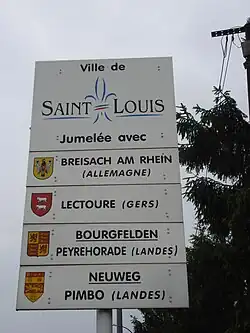 Ville de
SAINT LOUIS
Jumelée avec
BREISACH AM RHEIN
(ALLEMAGNE)
LECTOURE (GERS)
BOURGFELDEN
PEYREHORADE (LANDES)
NEUWEG
PIMBO (LANDES)